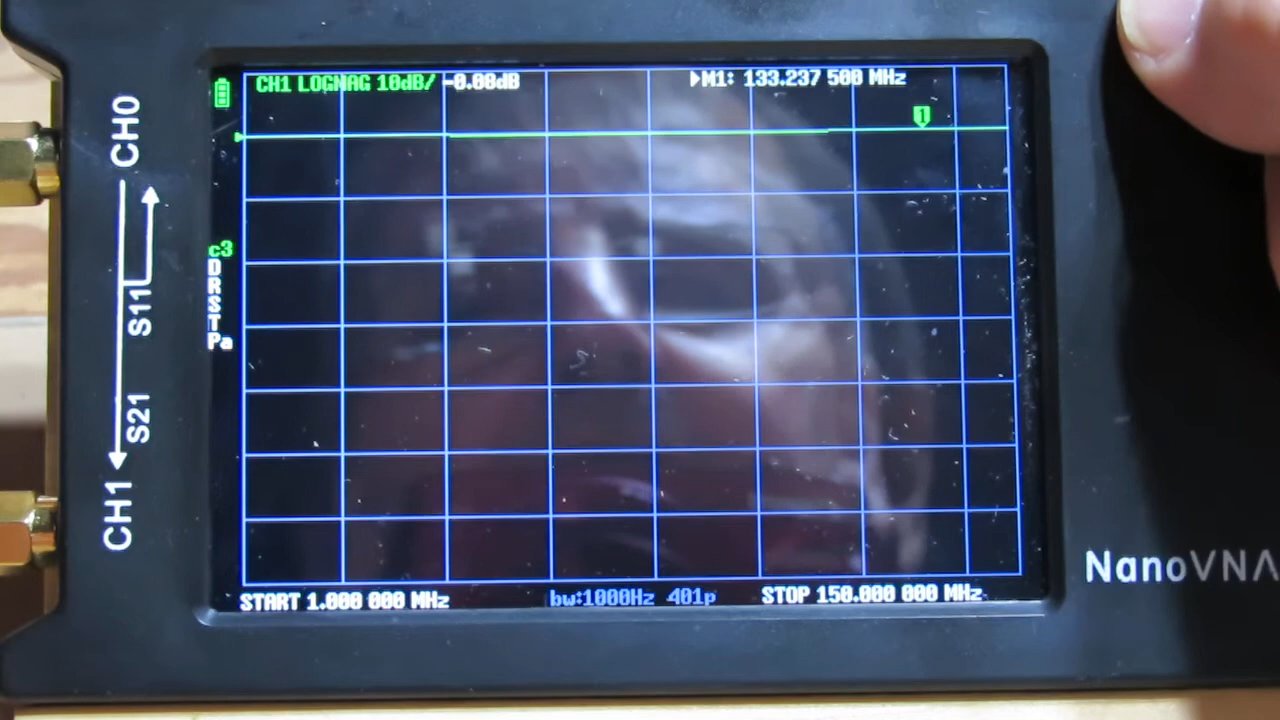 CH1 LOGMAG 10dB/ -0.08dB
M1: 133.237 500 MHz
1
c3
D
R
S
T
Pa
START 1.000 000 MHz
bw:1000Hz 401p
STOP 150.000 000 MHz
CH0
S11
S21
CH1
NanoVNA